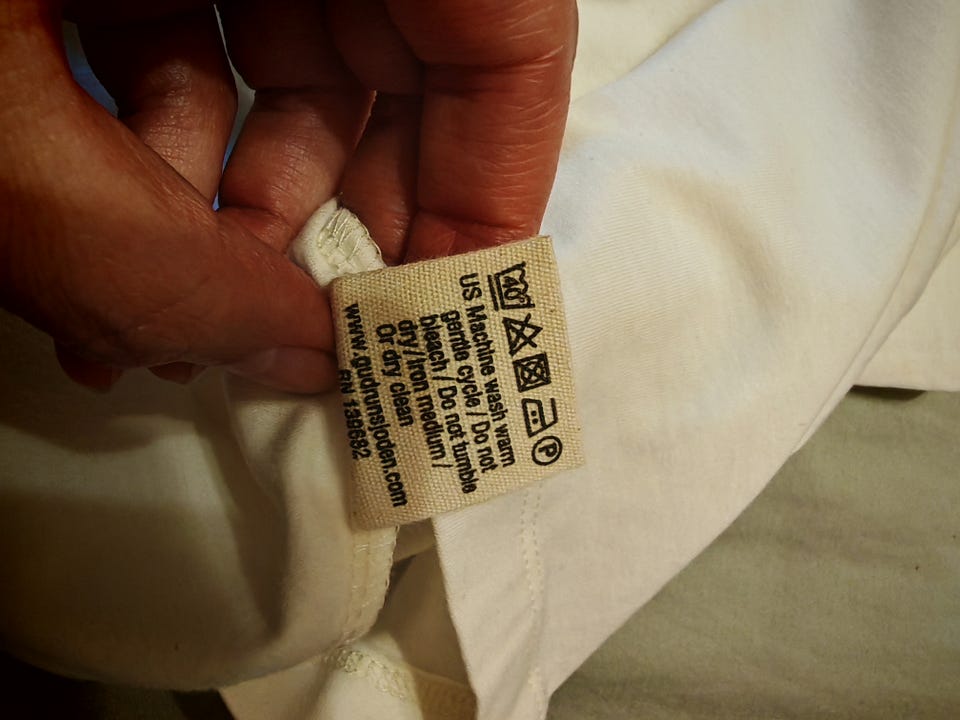 40°
P
US Machine wash warm
gentle cycle / Do not
bleach / Do not tumble
dry / iron medium /
Or dry clean
www.gudrunsjoden.com
RN 138682